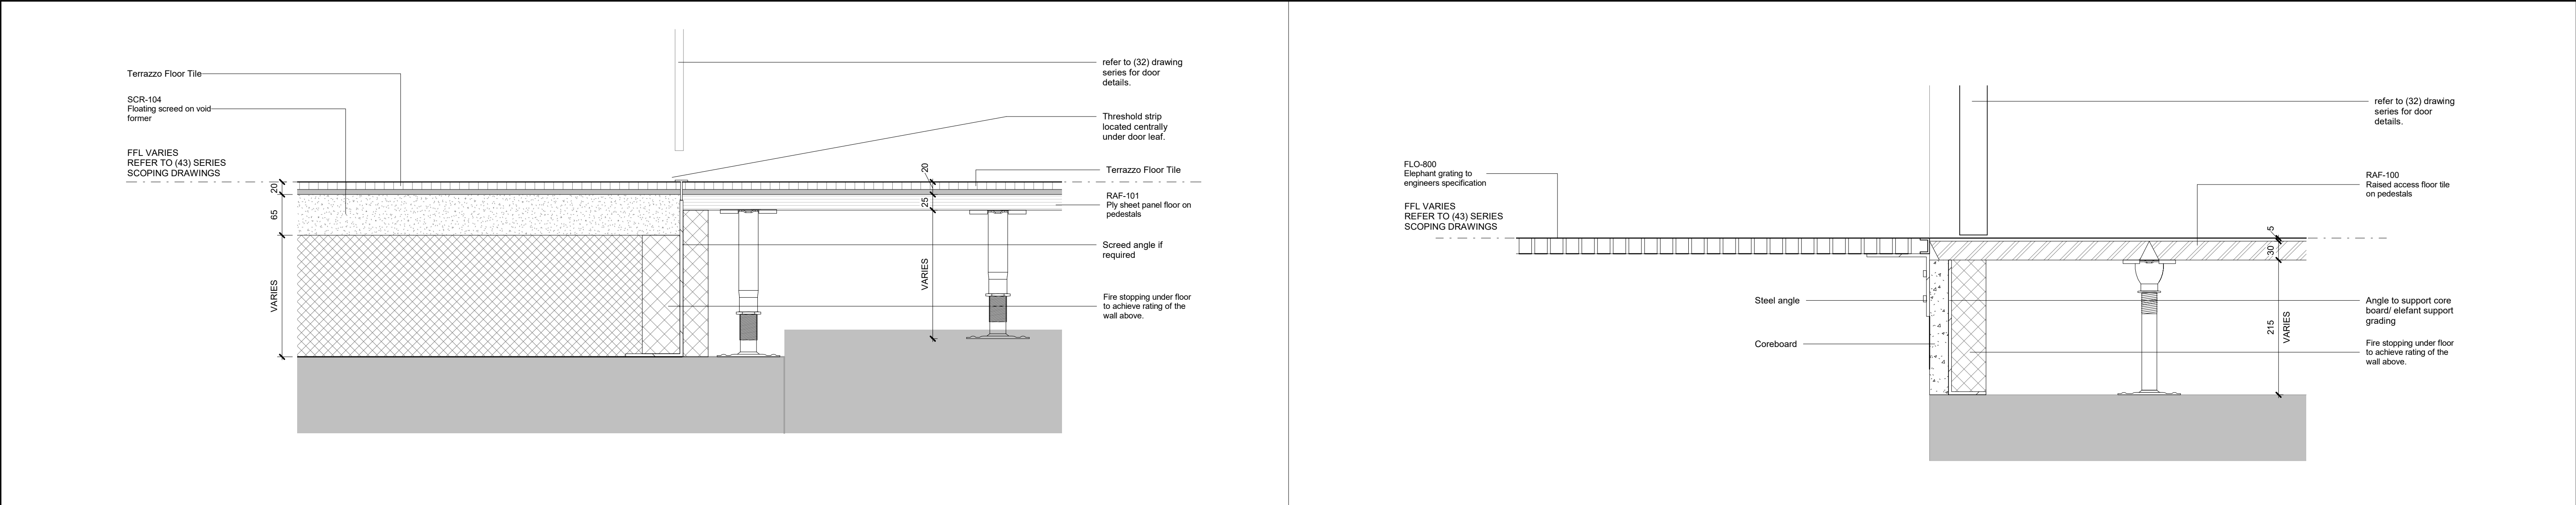 Terrazzo Floor Tile
SCR-104
Floating screed on void
former
FFL VARIES
REFER TO (43) SERIES
SCOPING DRAWINGS
20
65
VARIES
refer to (32) drawing
series for door
details.
Threshold strip
located centrally
under door leaf.
20
Terrazzo Floor Tile
25
RAF-101
Ply sheet panel floor on
pedestals
Screed angle if
required
VARIES
Fire stopping under floor
to achieve rating of the
wall above.
FLO-800
Elephant grating to
engineers specification
FFL VARIES
REFER TO (43) SERIES
SCOPING DRAWINGS
Steel angle
Coreboard
refer to (32) drawing
series for door
details.
RAF-100
Raised access floor tile
on pedestals
5
30
215
VARIES
Angle to support core
board/ elefant support
grading
Fire stopping under floor
to achieve rating of the
wall above.